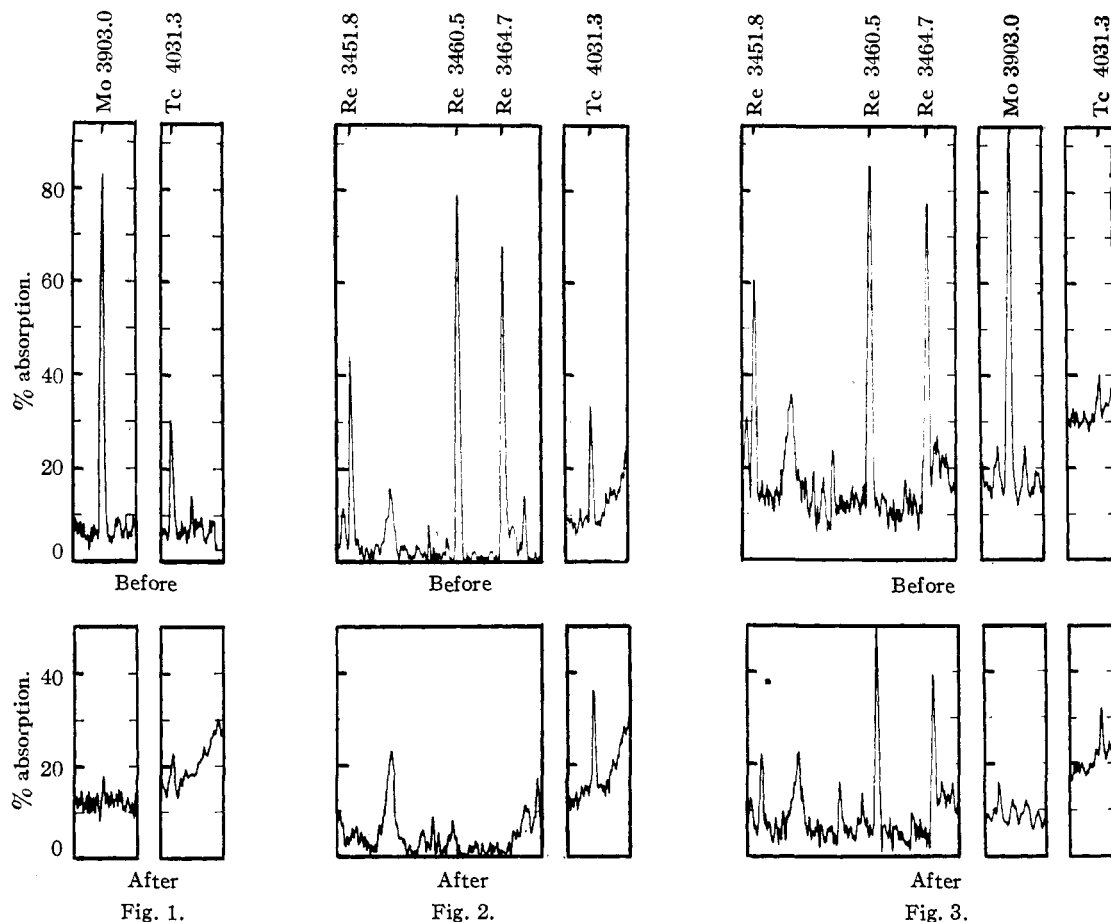 Mo 3903.0
Tc 4031.3
Re 3451.8
Re 3460.5
Re 3464.7
Tc 4031.3
Re 3451.8
Re 3460.5
Re 3464.7
Mo 3903.0
Tc 4031.3
% absorption.
80
60
40
20
0
Before
Before
Before
% absorption.
40
20
0
After
After
After
Fig. 1.
Fig. 2.
Fig. 3.